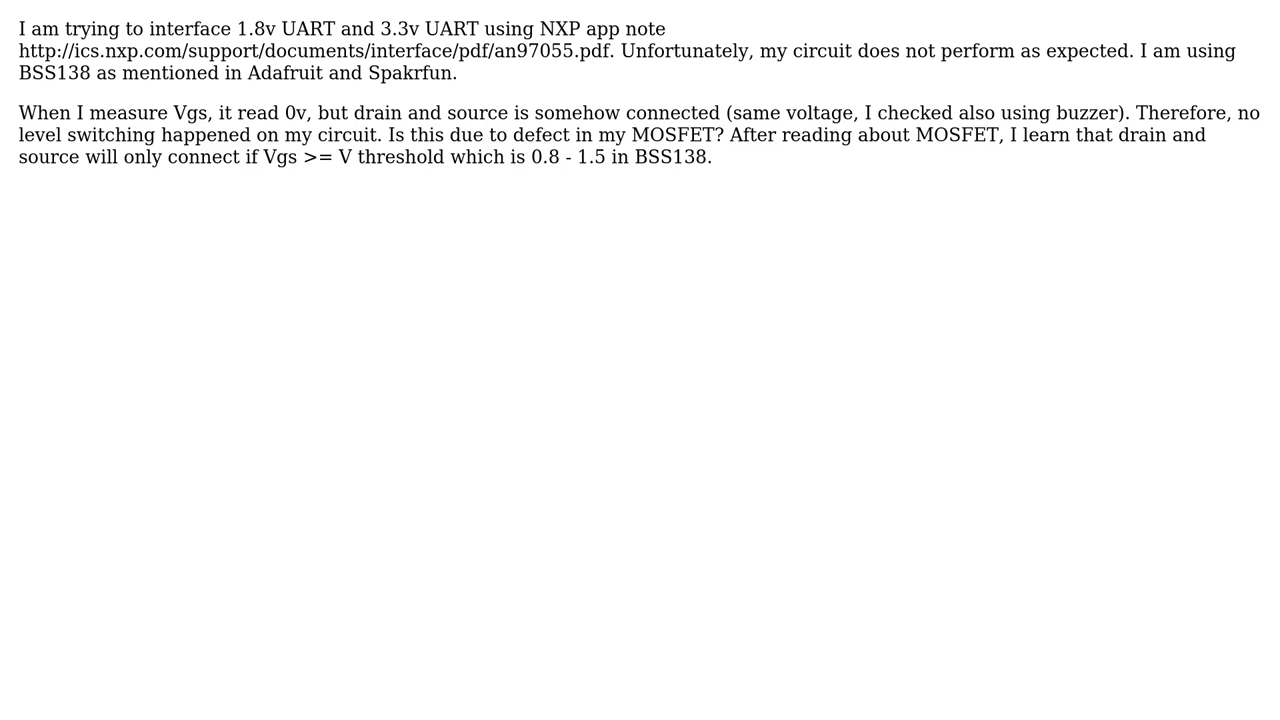 I am trying to interface 1.8v UART and 3.3v UART using NXP app note
http://ics.nxp.com/support/documents/interface/pdf/an97055.pdf. Unfortunately, my circuit does not perform as expected. I am using
BSS138 as mentioned in Adafruit and Spakrfun.
When I measure Vgs, it read 0v, but drain and source is somehow connected (same voltage, I checked also using buzzer). Therefore, no
level switching happened on my circuit. Is this due to defect in my MOSFET? After reading about MOSFET, I learn that drain and
source will only connect if Vgs >= V threshold which is 0.8 - 1.5 in BSS138.